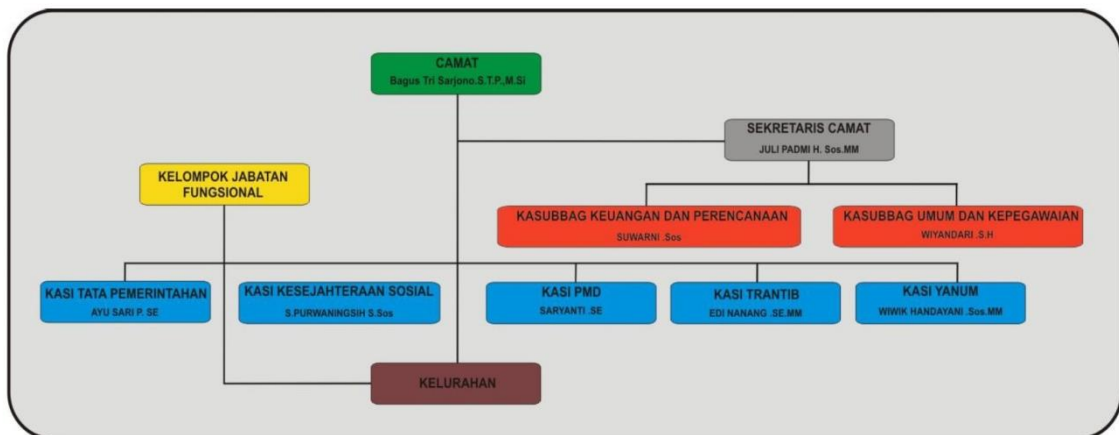 CAMAT
Bagus Tri Sarjono.S.T.P.,M.Si
SEKRETARIS CAMAT
JULI PADMI H. Sos.MM
KELOMPOK JABATAN
FUNGSIONAL
KASUBBAG KEUANGAN DAN PERENCANAAN
SUWARNI .Sos
KASUBBAG UMUM DAN KEPEGAWAIAN
WIYANDARI .S.H
KASI TATA PEMERINTAHAN
AYU SARI P. SE
KASI KESEJAHTERAAN SOSIAL
S.PURWANINGSIH S.Sos
KASI PMD
SARYANTI .SE
KASI TRANTIB
EDI NANANG .SE.MM
KASI YANUM
WIWIK HANDAYANI .Sos.MM
KELURAHAN